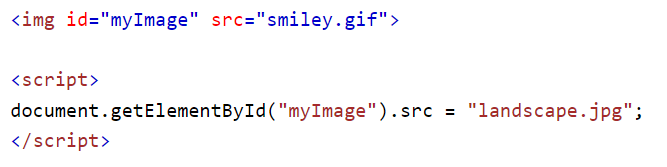 <img id="myImage" src="smiley.gif">
<script>
document.getElementById("myImage").src = "landscape.jpg";
</script>